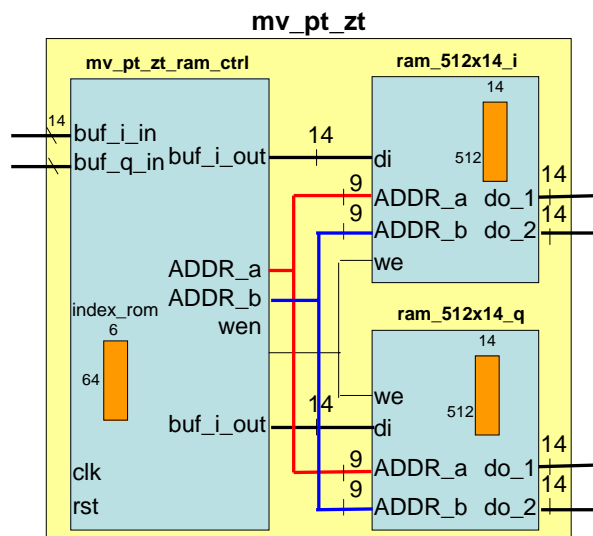 mv_pt_zt
mv_pt_zt_ram_ctrl
ram_512x14_i
14
14
512
buf_i_in
buf_q_in
buf_i_out
14
di
9
ADDR_a
do_1
14
9
ADDR_b
do_2
14
we
ADDR_a
ADDR_b
wen
index_rom
6
64
ram_512x14_q
14
512
we
buf_i_out
14
di
9
ADDR_a
do_1
14
9
ADDR_b
do_2
14
clk
rst